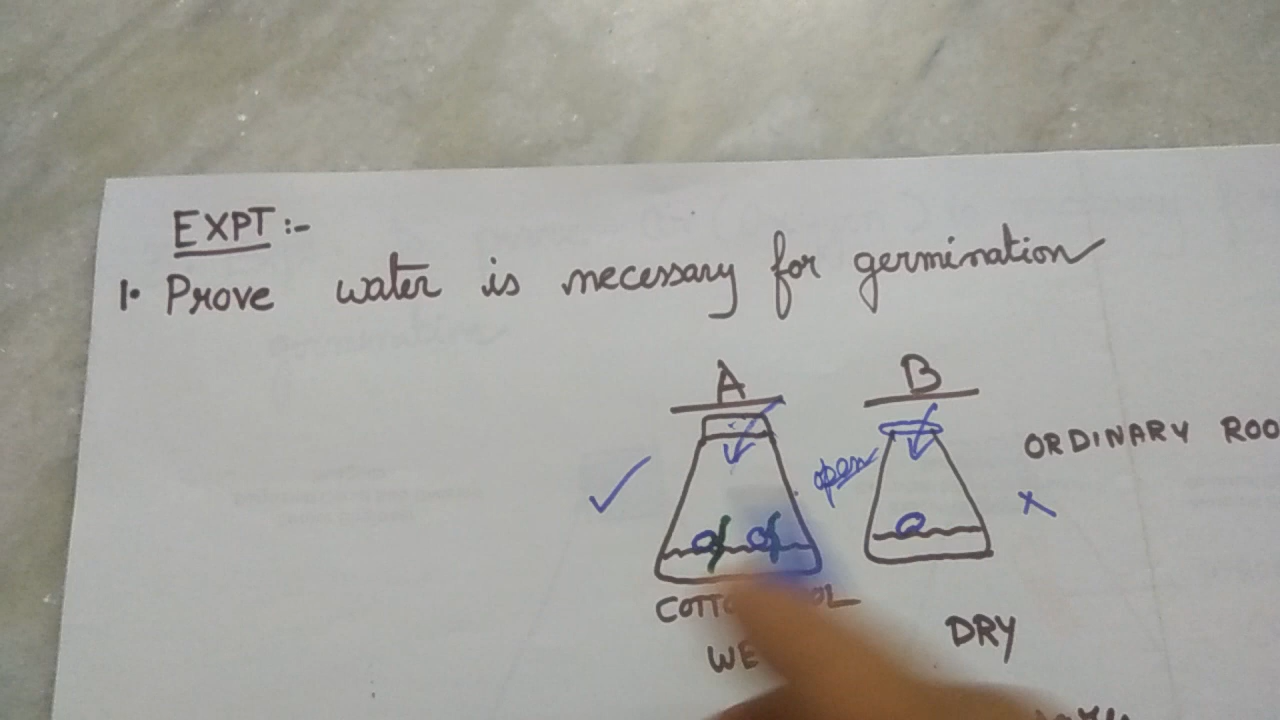 EXPT :-
1. Prove water is necessary for germination
A B
open
ORDINARY ROO
DRY